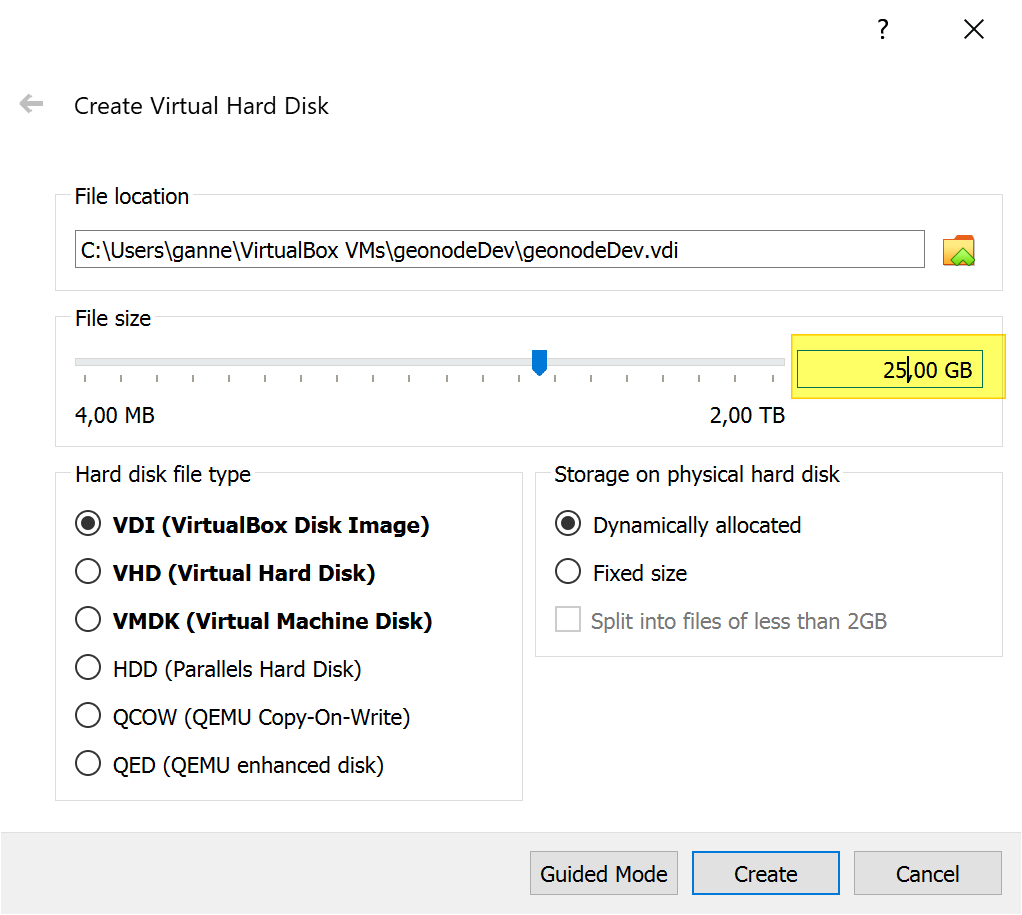 ?
Create Virtual Hard Disk
File location
C:\Users\ganne\VirtualBox VMs\geonodeDev\geonodeDev.vdi
File size
25,00 GB
4,00 MB 2,00 TB
Hard disk file type
VDI (VirtualBox Disk Image)
VHD (Virtual Hard Disk)
VMDK (Virtual Machine Disk)
HDD (Parallels Hard Disk)
QCOW (QEMU Copy-On-Write)
QED (QEMU enhanced disk)
Storage on physical hard disk
Dynamically allocated
Fixed size
Split into files of less than 2GB
Guided Mode Create Cancel